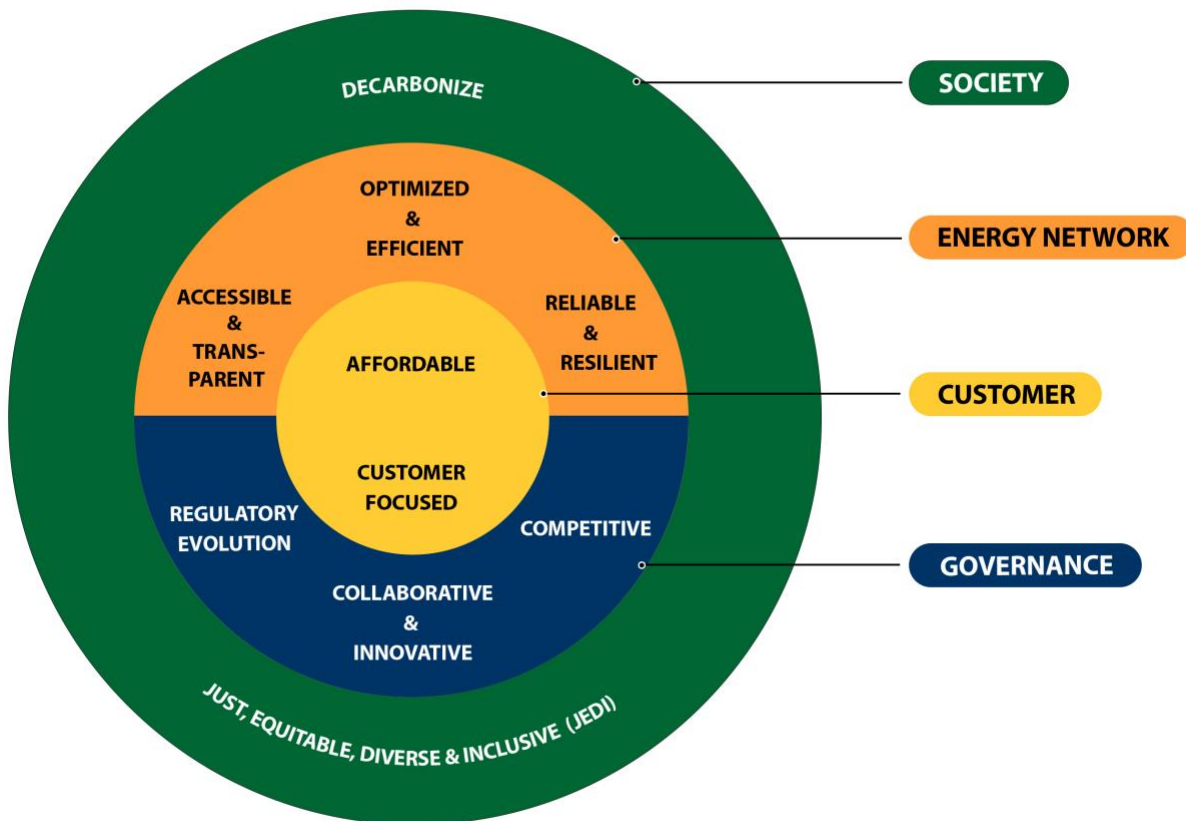 DECARBONIZE
OPTIMIZED
&
EFFICIENT
ACCESSIBLE
&
TRANS-
PARENT
RELIABLE
&
RESILIENT
AFFORDABLE
CUSTOMER
FOCUSED
REGULATORY
EVOLUTION
COMPETITIVE
COLLABORATIVE
&
INNOVATIVE
JUST, EQUITABLE, DIVERSE & INCLUSIVE (JEDI)
SOCIETY
ENERGY NETWORK
CUSTOMER
GOVERNANCE